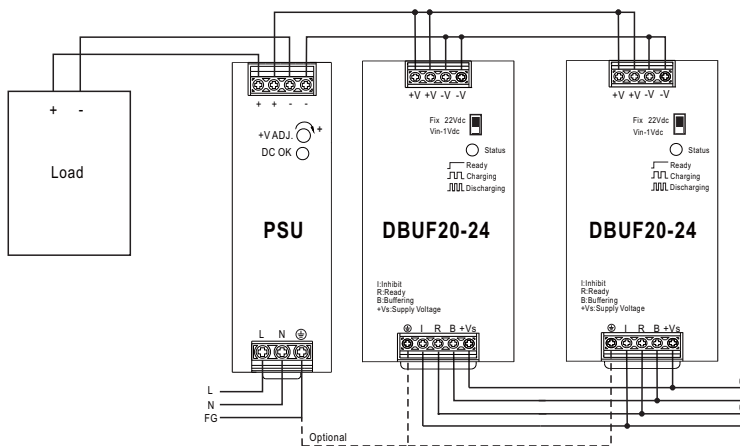 + -
Load
+ + - -
+V ADJ. +
DC OK
PSU
L N
L
N
FG
Optional
+V +V -V -V
Fix 22Vdc
Vin-1Vdc
Status
Ready
Charging
Discharging
DBUF20-24
I:Inhibit
R:Ready
B:Buffering
+Vs:Supply Voltage
I R B +Vs
+V +V -V -V
Fix 22Vdc
Vin-1Vdc
Status
Ready
Charging
Discharging
DBUF20-24
I:Inhibit
R:Ready
B:Buffering
+Vs:Supply Voltage
I R B +Vs